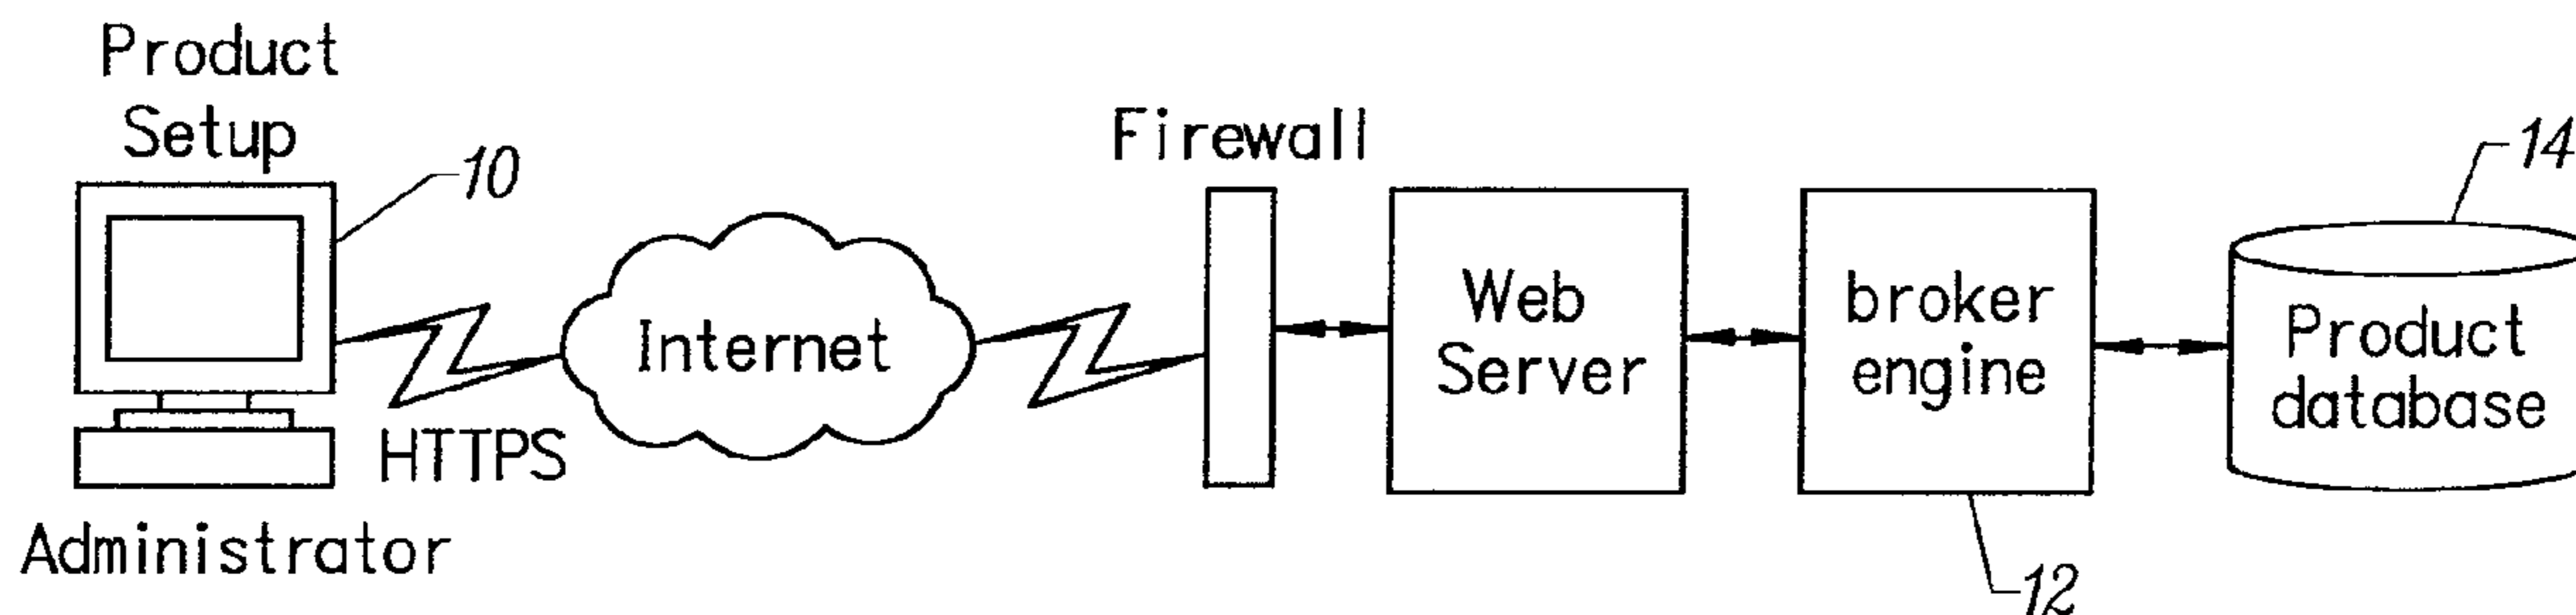 Product
Setup
10
HTTPS
Administrator
Internet
Firewall
Web
Server
broker
engine
12
14
Product
database